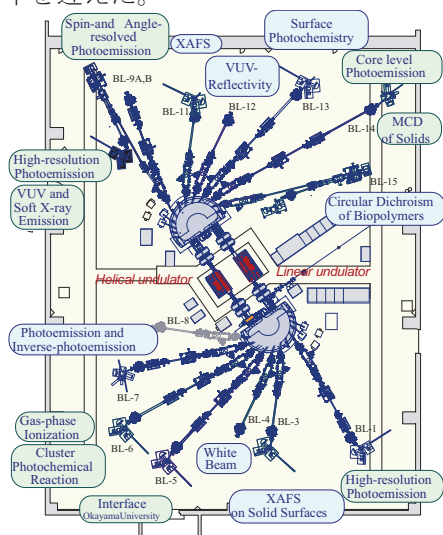 Spin-and Angle-
resolved Photoemission
XAFS
Surface
Photochemistry
VUV-
Reflectivity
Core level
Photoemission
BL-9A,B
BL-11
BL-12
BL-13
BL-14
MCD
of Solids
High-resolution
Photoemission
BL-15
VUV and
Soft X-ray
Emission
Circular Dichroism
of Biopolymers
Helical undulator
Linear undulator
Photoemission and
Inverse-photoemission
BL-8
BL-7
Gas-phase
Ionization
BL-6
BL-4
BL-3
BL-1
Cluster
Photochemical
Reaction
BL-5
White
Beam
High-resolution
Photoemission
Interface
OkayamaUniversity
XAFS
on Solid Surfaces